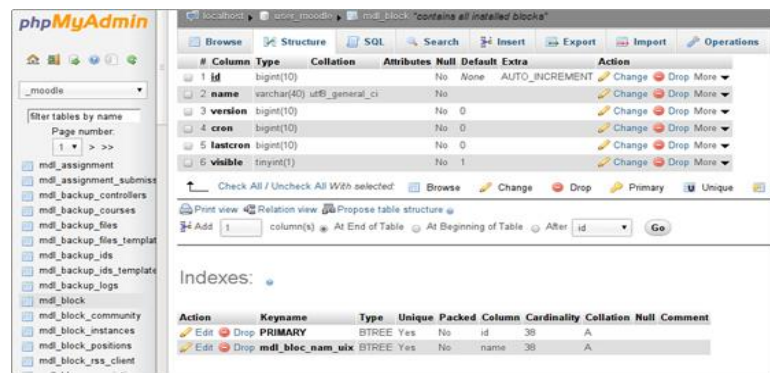 phpMyAdmin
_moodle
filter tables by name
Page number:
1 > >>
mdl_assignment
mdl_assignment_submiss
mdl_backup_controllers
mdl_backup_courses
mdl_backup_files
mdl_backup_files_templat
mdl_backup_ids
mdl_backup_ids_template
mdl_backup_logs
mdl_block
mdl_block_community
mdl_block_instances
mdl_block_positions
mdl_block_rss_client
localhost user_moodle mdl_block "contains all installed blocks"
Browse Structure SQL Search Insert Export Import Operations
# Column Type Collation Attributes Null Default Extra Action
1 id bigint(10) No None AUTO_INCREMENT Change Drop More
2 name varchar(40) utf8_general_ci No Change Drop More
3 version bigint(10) No 0 Change Drop More
4 cron bigint(10) No 0 Change Drop More
5 lastcron bigint(10) No 0 Change Drop More
6 visible tinyint(1) No 1 Change Drop More
Check All / Uncheck All With selected: Browse Change Drop Primary Unique
Print view Relation view Propose table structure
Add 1 column(s) At End of Table At Beginning of Table After id Go
Indexes:
Action Keyname Type Unique Packed Column Cardinality Collation Null Comment
Edit Drop PRIMARY BTREE Yes No id 38 A
Edit Drop mdl_bloc_nam_uix BTREE Yes No name 38 A